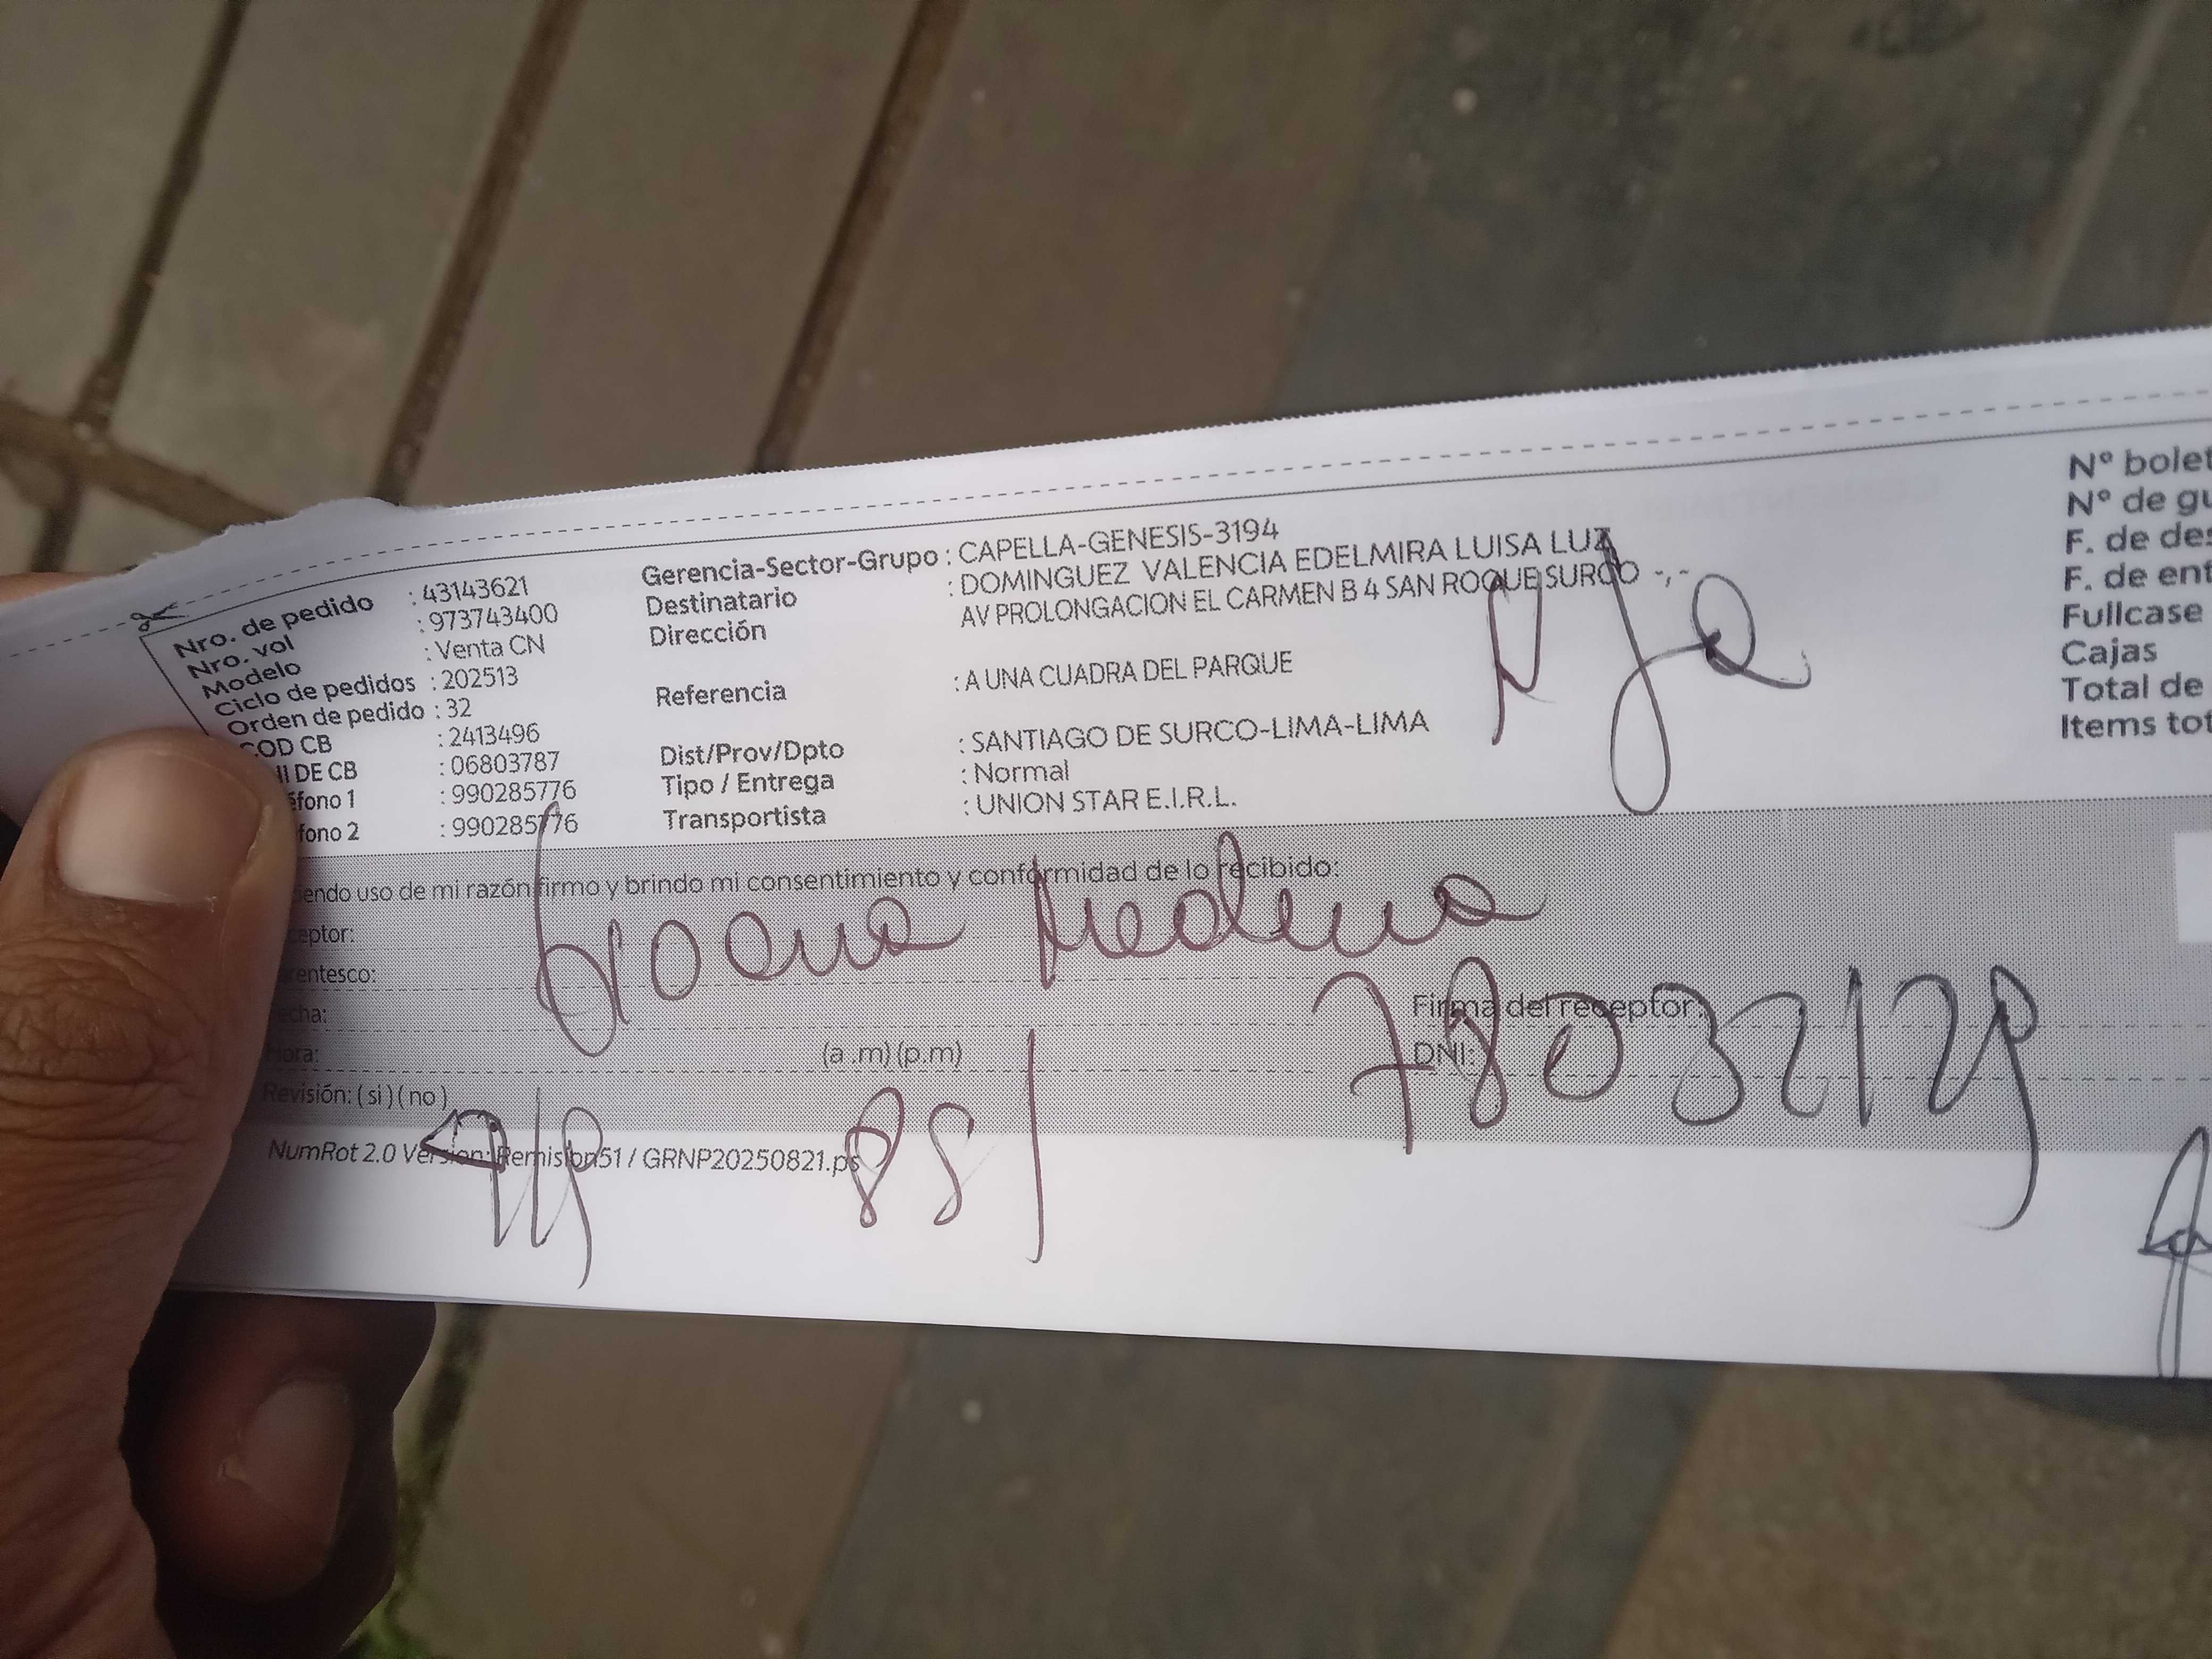 Nro. de pedido : 43143621
Nro. vol : 973743400
Modelo : Venta CN
Ciclo de pedidos : 202513
Orden de pedido : 32
COD CB : 2413496
DE CB : 06803787
éfono 1 : 990285776
fono 2 : 990285776
Gerencia-Sector-Grupo : CAPELLA-GENESIS-3194
Destinatario : DOMINGUEZ VALENCIA EDELMIRA LUISA LUZ
Dirección AV PROLONGACION EL CARMEN B 4 SAN ROQUE SURCO -,-
Referencia : A UNA CUADRA DEL PARQUE
Dist/Prov/Dpto : SANTIAGO DE SURCO-LIMA-LIMA
Tipo / Entrega : Normal
Transportista : UNION STAR E.I.R.L.
Nº bolet
Nº de gu
F. de des
F. de ent
Fullcase
Cajas
Total de
Items tot
endo uso de mi razón firmo y brindo mi consentimiento y conformidad de lo recibido:
ceptor:
rentesco:
cha:
Hora: (a .m) (p.m)
Revisión: ( si ) ( no )
Firma del receptor:
DNI:
NumRot 2.0 Version: Remision51 / GRNP20250821.ps